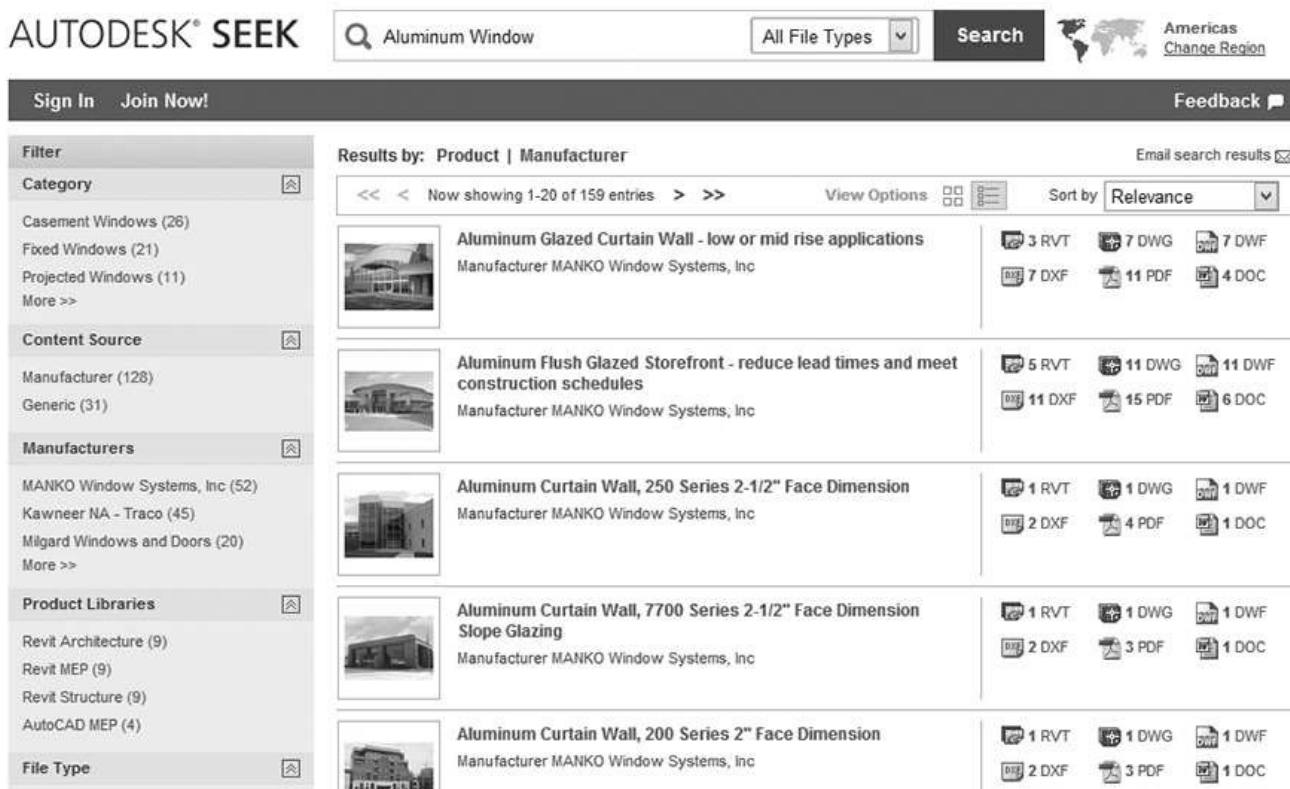 AUTODESK® SEEK
Aluminum Window
All File Types
Search
Americas
Change Region
Sign In Join Now!
Feedback
Filter
Category
Casement Windows (26)
Fixed Windows (21)
Projected Windows (11)
More >>
Content Source
Manufacturer (128)
Generic (31)
Manufacturers
MANKO Window Systems, Inc (52)
Kawneer NA - Traco (45)
Milgard Windows and Doors (20)
More >>
Product Libraries
Revit Architecture (9)
Revit MEP (9)
Revit Structure (9)
AutoCAD MEP (4)
File Type
Results by: Product | Manufacturer
Email search results
<< < Now showing 1-20 of 159 entries > >>
View Options
Sort by Relevance
Aluminum Glazed Curtain Wall - low or mid rise applications
Manufacturer MANKO Window Systems, Inc
3 RVT 7 DWG DWF 7 DWF
DXF 7 DXF 11 PDF 4 DOC
Aluminum Flush Glazed Storefront - reduce lead times and meet
construction schedules
Manufacturer MANKO Window Systems, Inc
5 RVT 11 DWG DWF 11 DWF
DXF 11 DXF 15 PDF 6 DOC
Aluminum Curtain Wall, 250 Series 2-1/2" Face Dimension
Manufacturer MANKO Window Systems, Inc
1 RVT 1 DWG DWF 1 DWF
DXF 2 DXF 4 PDF 1 DOC
Aluminum Curtain Wall, 7700 Series 2-1/2" Face Dimension
Slope Glazing
Manufacturer MANKO Window Systems, Inc
1 RVT 1 DWG DWF 1 DWF
DXF 2 DXF 3 PDF 1 DOC
Aluminum Curtain Wall, 200 Series 2" Face Dimension
Manufacturer MANKO Window Systems, Inc
1 RVT 1 DWG DWF 1 DWF
DXF 2 DXF 3 PDF 1 DOC